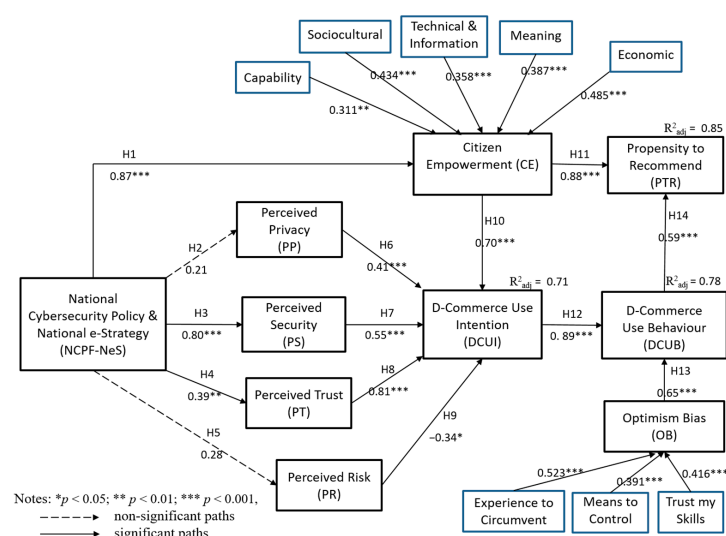 Sociocultural
Technical &
Information
Meaning
Economic
Capability
0.434***
0.358***
0.387***
0.485***
0.311**
H1
0.87***
Citizen
Empowerment (CE)
H11
0.88***
R²adj = 0.85
Propensity to
Recommend
(PTR)
H2
0.21
Perceived
Privacy
(PP)
H6
0.41***
H10
0.70***
H14
0.59***
National
Cybersecurity Policy &
National e-Strategy
(NCPF-NeS)
H3
0.80***
Perceived
Security
(PS)
H7
0.55***
R²adj = 0.71
D-Commerce Use
Intention
(DCUI)
H12
0.89***
R²adj = 0.78
D-Commerce
Use Behaviour
(DCUB)
H4
0.39**
Perceived Trust
(PT)
H8
0.81***
H13
0.65***
H5
0.28
Perceived Risk
(PR)
H9
−0.34*
Optimism Bias
(OB)
0.523***
0.391***
0.416***
Experience to
Circumvent
Means to
Control
Trust my
Skills
Notes: *p < 0.05; ** p < 0.01; *** p < 0.001,
non-significant paths
significant paths